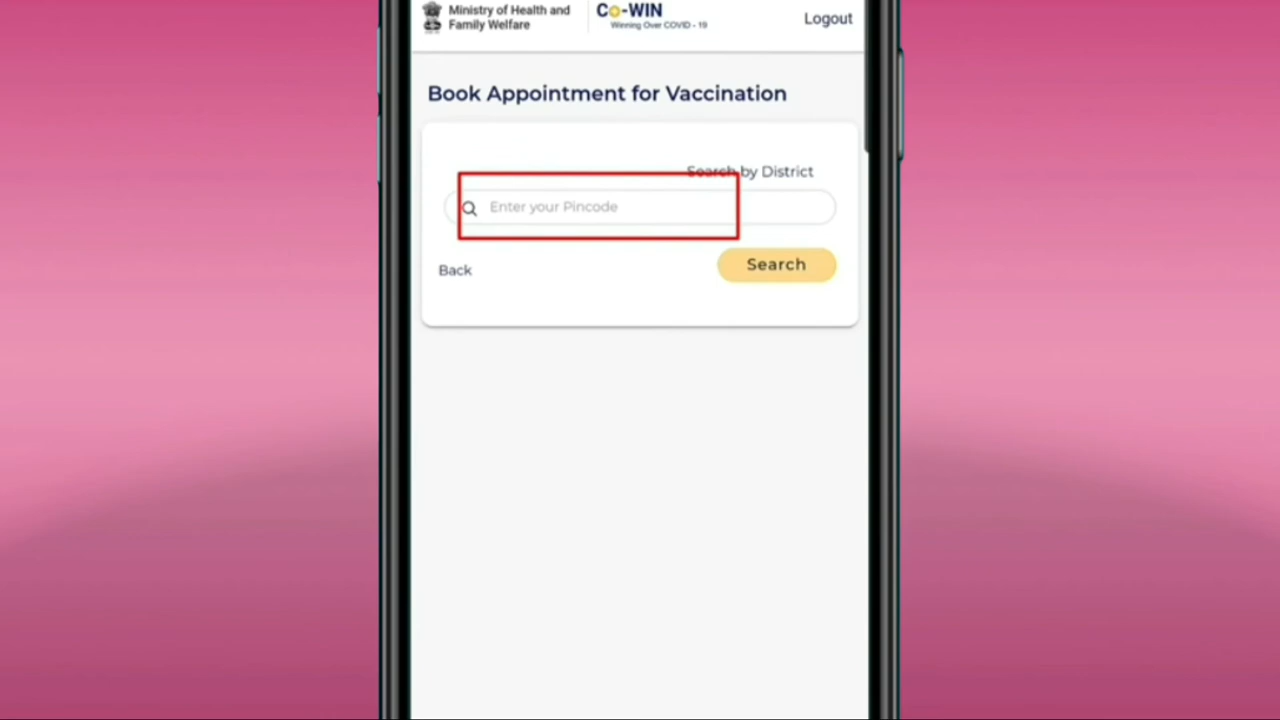 Ministry of Health and
Family Welfare
Co-WIN
Winning Over COVID - 19
Logout
Book Appointment for Vaccination
Search by District
Enter your Pincode
Back
Search